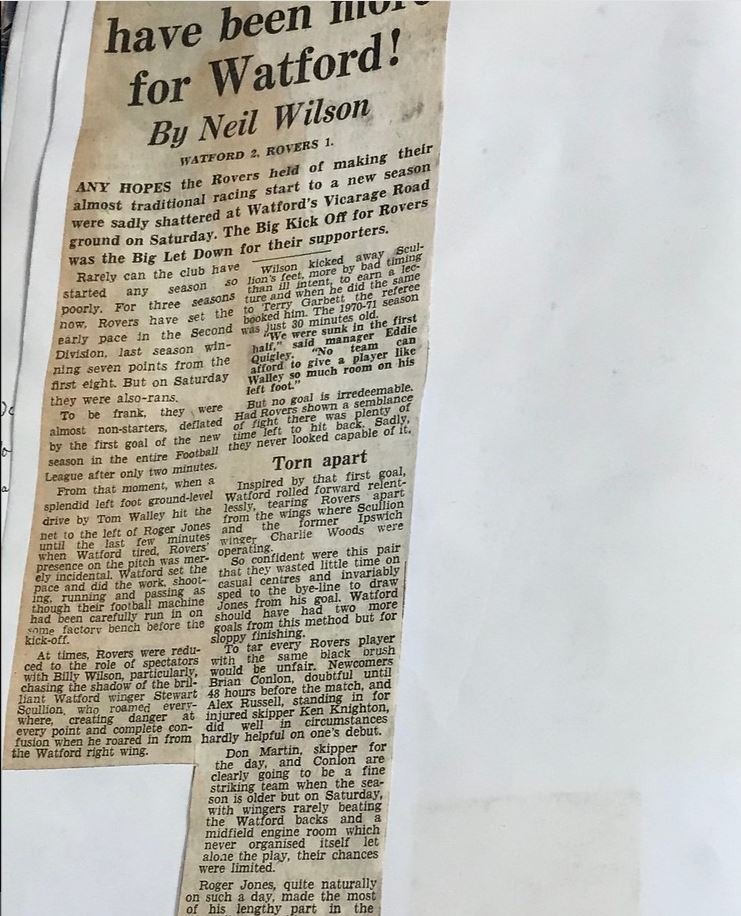 have been more
for Watford!
By Neil Wilson
WATFORD 2, ROVERS 1.
ANY HOPES the Rovers held of making their
almost traditional racing start to a new season
were sadly shattered at Watford's Vicarage Road
ground on Saturday. The Big Kick Off for Rovers
was the Big Let Down for their supporters.
Rarely can the club have
started any season so
poorly. For three seasons
now, Rovers have set the
early pace in the Second
Division, last season win-
ning seven points from the
first eight. But on Saturday
they were also-rans.
To be frank, they were
almost non-starters, deflated
by the first goal of the new
season in the entire Football
League after only two minutes.
From that moment, when a
splendid left foot ground-level
drive by Tom Walley hit the
net to the left of Roger Jones
until the last few minutes
when Watford tired, Rovers'
presence on the pitch was mer-
ely incidental. Watford set the
pace and did the work, shoot-
ing, running and passing as
though their football machine
had been carefully run in on
some factory bench before the
kick-off.
At times, Rovers were redu-
ced to the role of spectators
with Billy Wilson, particularly,
chasing the shadow of the bril-
liant Watford winger Stewart
Scullion, who roamed every-
where, creating danger at
every point and complete con-
fusion when he roared in from
the Watford right wing.
Wilson kicked away Scul-
lion's feet, more by bad timing
than ill intent, to earn a lec-
ture and when he did the same
to Terry Garbett the referee
booked him. The 1970-71 season
was just 30 minutes old.
"We were sunk in the first
half," said manager Eddie
Quigley. "No team can
afford to give a player like
Walley so much room on his
left foot."
But no goal is irredeemable.
Had Rovers shown a semblance
of fight there was plenty of
time left to hit back. Sadly,
they never looked capable of it.
Torn apart
Inspired by that first goal,
Watford rolled forward relent-
lessly, tearing Rovers apart
from the wings where Scullion
and the former Ipswich
winger Charlie Woods were
operating.
So confident were this pair
that they wasted little time on
casual centres and invariably
sped to the bye-line to draw
Jones from his goal. Watford
should have had two more
goals from this method but for
sloppy finishing.
To tar every Rovers player
with the same black brush
would be unfair. Newcomers
Brian Conlon, doubtful until
48 hours before the match, and
Alex Russell, standing in for
injured skipper Ken Knighton,
did well in circumstances
hardly helpful on one's debut.
Don Martin, skipper for
the day, and Conlon are
clearly going to be a fine
striking team when the sea-
son is older but on Saturday,
with wingers rarely beating
the Watford backs and a
midfield engine room which
never organised itself let
alone the play, their chances
were limited.
Roger Jones, quite naturally
on such a day, made the most
of his lengthy part in the